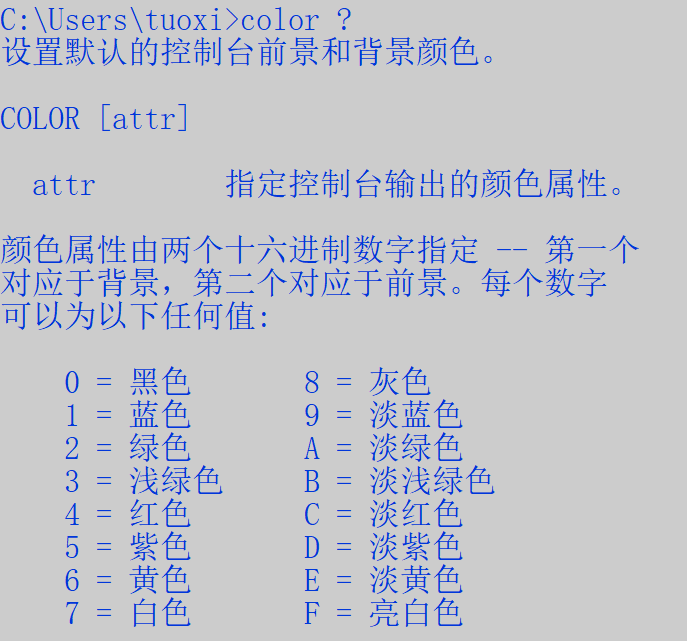 C:\Users\tuoxi>color ?
设置默认的控制台前景和背景颜色。
COLOR [attr]
attr 指定控制台输出的颜色属性。
颜色属性由两个十六进制数字指定 -- 第一个
对应于背景，第二个对应于前景。每个数字
可以为以下任何值:
0 = 黑色 8 = 灰色
1 = 蓝色 9 = 淡蓝色
2 = 绿色 A = 淡绿色
3 = 浅绿色 B = 淡浅绿色
4 = 红色 C = 淡红色
5 = 紫色 D = 淡紫色
6 = 黄色 E = 淡黄色
7 = 白色 F = 亮白色